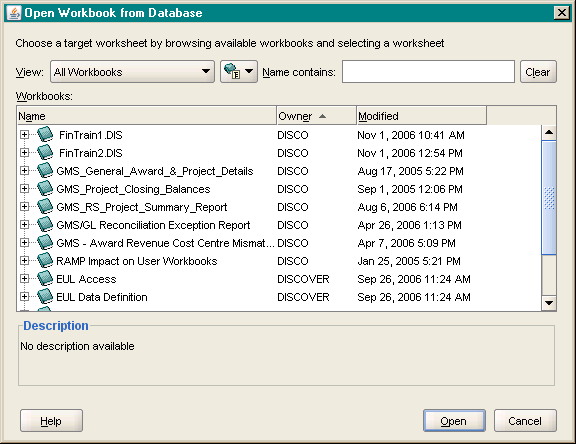 Open Workbook from Database
Choose a target worksheet by browsing available workbooks and selecting a worksheet
View: All Workbooks E Name contains: Clear
Workbooks:
Name Owner Modified
FinTrain1.DIS DISCO Nov 1, 2006 10:41 AM
FinTrain2.DIS DISCO Nov 1, 2006 12:54 PM
GMS_General_Award_&_Project_Details DISCO Aug 17, 2005 5:22 PM
GMS_Project_Closing_Balances DISCO Sep 1, 2005 12:06 PM
GMS_RS_Project_Summary_Report DISCO Aug 6, 2006 6:14 PM
GMS/GL Reconciliation Exception Report DISCO Apr 26, 2006 1:13 PM
GMS - Award Revenue Cost Centre Mismat... DISCO Apr 7, 2006 5:09 PM
RAMP Impact on User Workbooks DISCO Jan 25, 2005 5:21 PM
EUL Access DISCOVER Sep 26, 2006 11:24 AM
EUL Data Definition DISCOVER Sep 26, 2006 11:24 AM
Description
No description available
Help Open Cancel